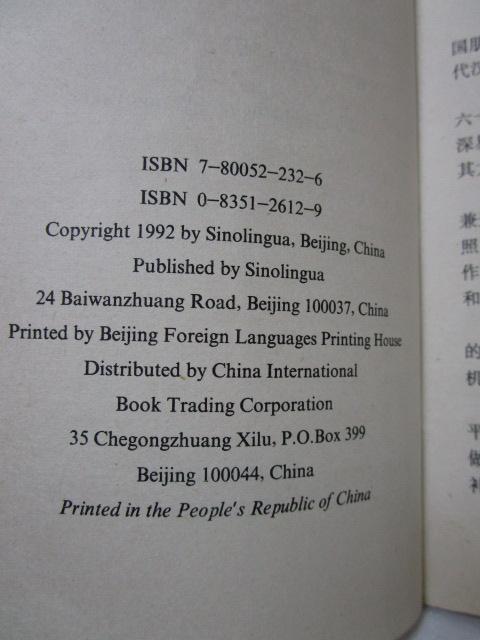 ISBN 7-80052-232-6
ISBN 0-8351-2612-9
Copyright 1992 by Sinolingua, Beijing, China
Published by Sinolingua
24 Baiwanzhuang Road, Beijing 100037, China
Printed by Beijing Foreign Languages Printing House
Distributed by China International
Book Trading Corporation
35 Chegongzhuang Xilu, P.O.Box 399
Beijing 100044, China
Printed in the People's Republic of China
国
代
六
深
其
兼
照
作
和
的
机
平
做
补